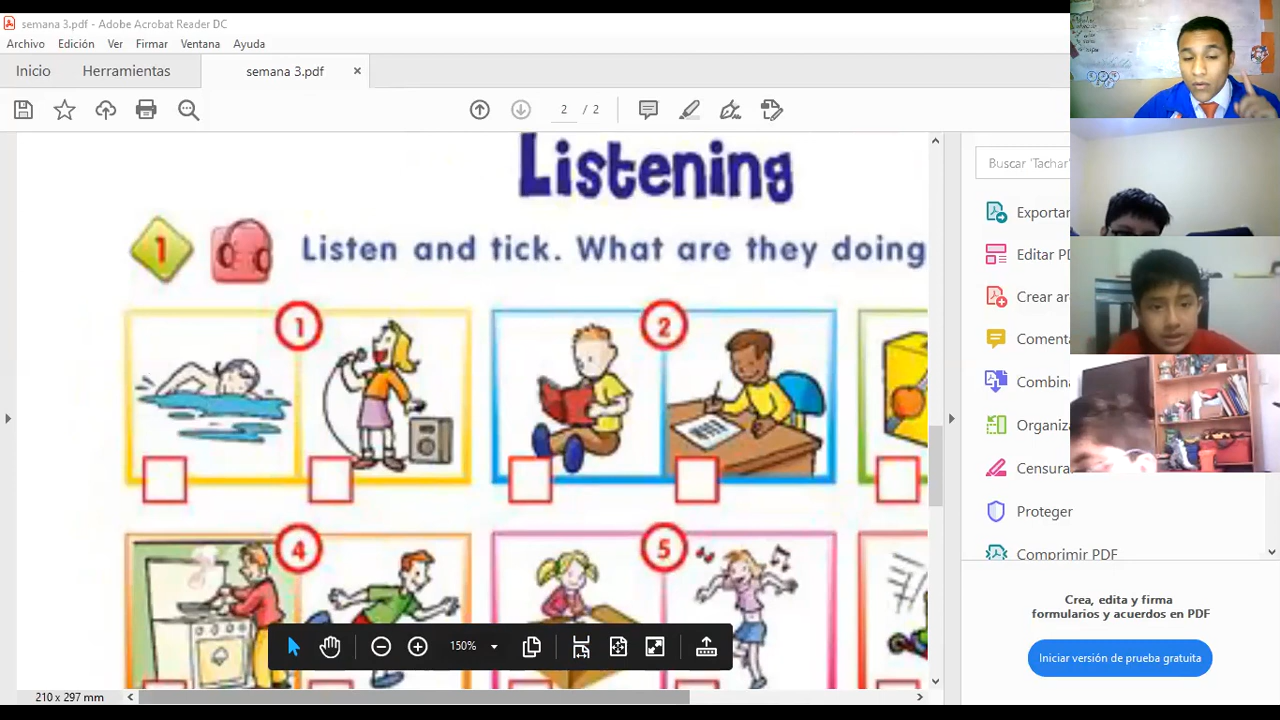 semana 3.pdf - Adobe Acrobat Reader DC
Archivo Edición Ver Firmar Ventana Ayuda
Inicio Herramientas semana 3.pdf ×
2 / 2
Listening
1 Listen and tick. What are they doing
1
2
4
5
Buscar 'Tachar'
Exportar
Editar PD
Crear ar
Comenta
Combina
Organiza
Censura
Proteger
Comprimir PDF
Crea, edita y firma
formularios y acuerdos en PDF
Iniciar versión de prueba gratuita
150%
210 x 297 mm